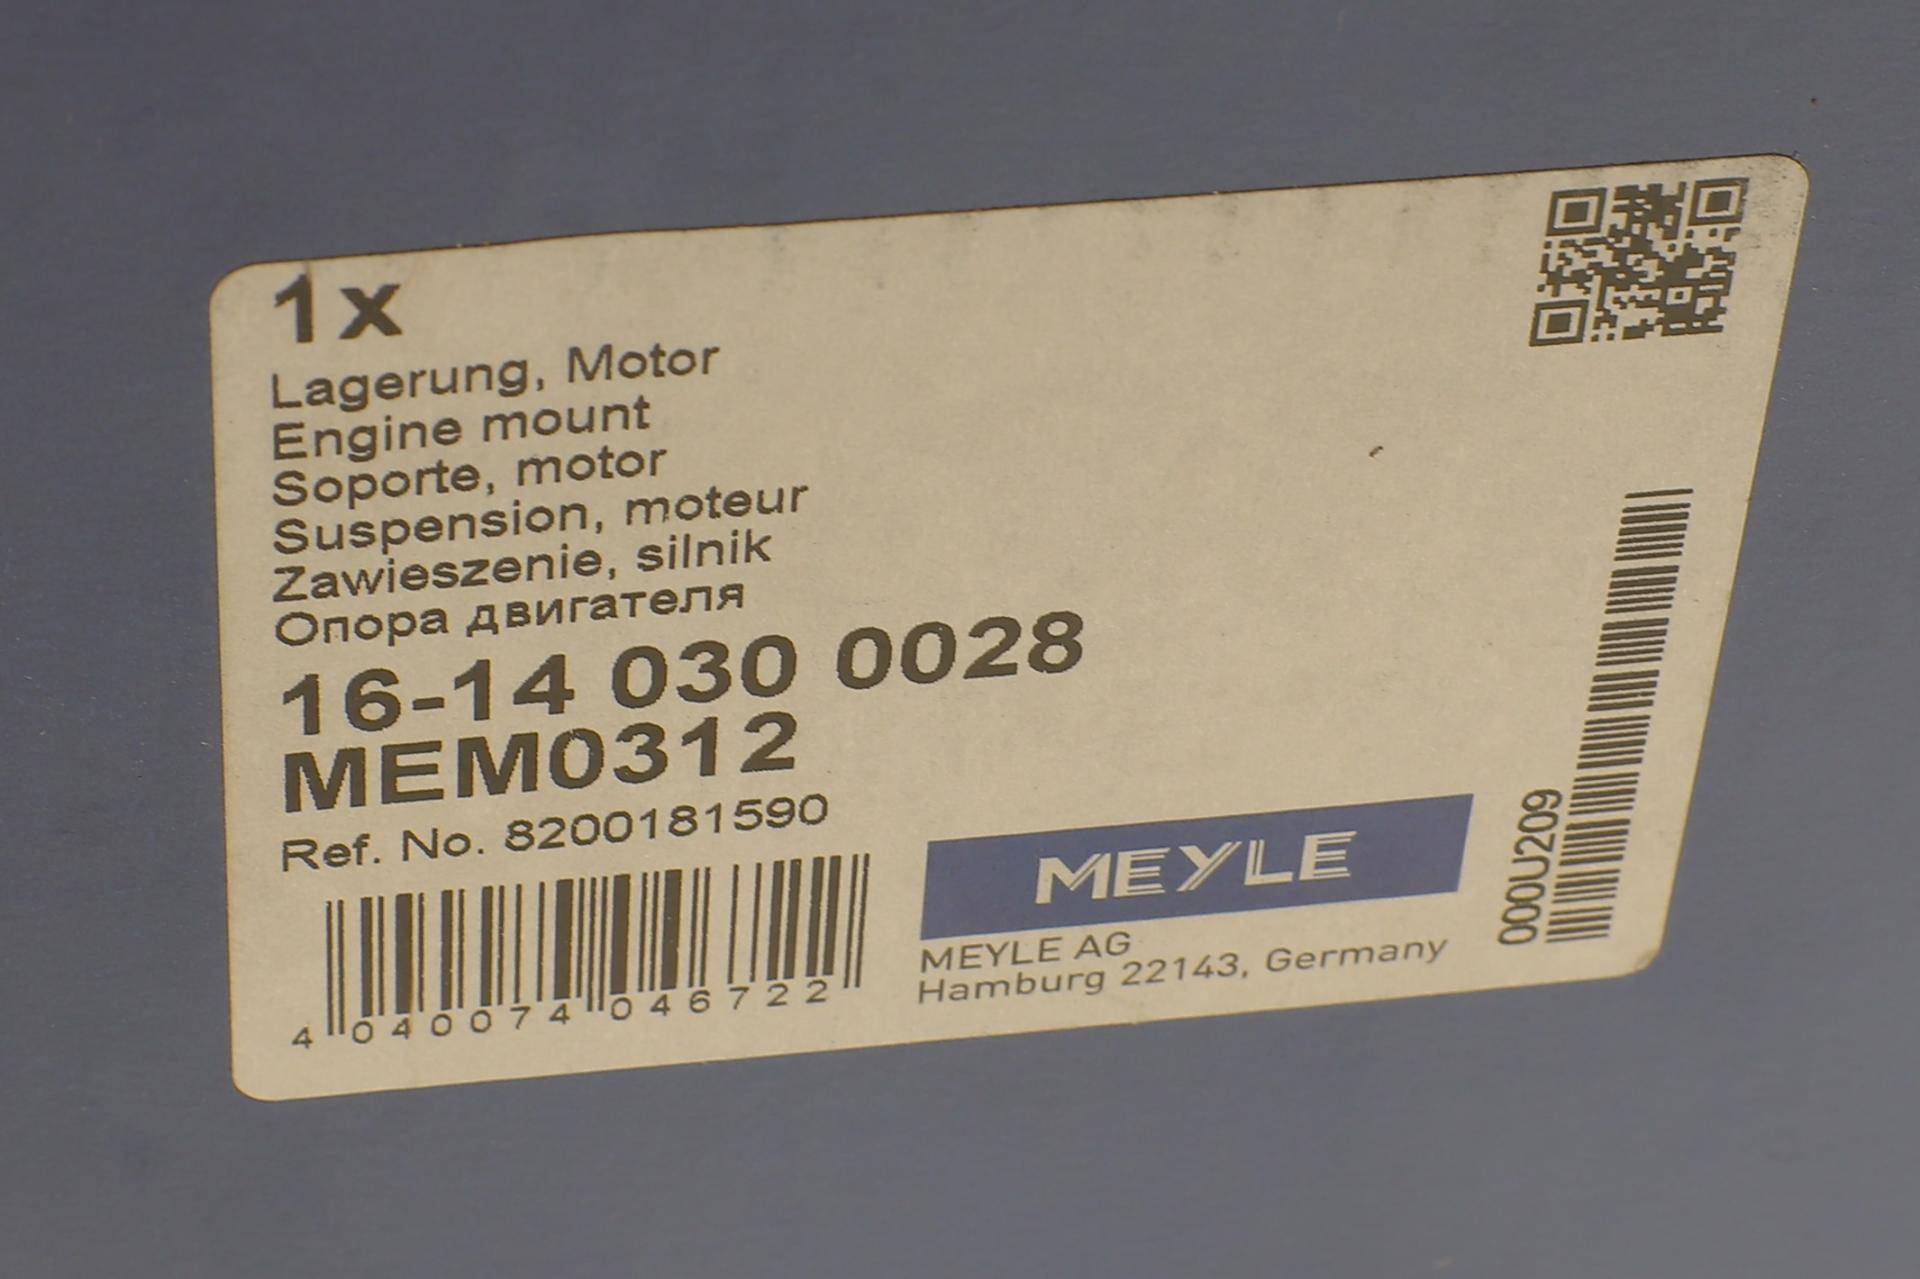 1x
Lagerung, Motor
Engine mount
Soporte, motor
Suspension, moteur
Zawieszenie, silnik
Опора двигателя
16-14 030 0028
MEM0312
Ref. No. 8200181590
4 040074 046722
MEYLE
MEYLE AG
Hamburg 22143, Germany
000U209